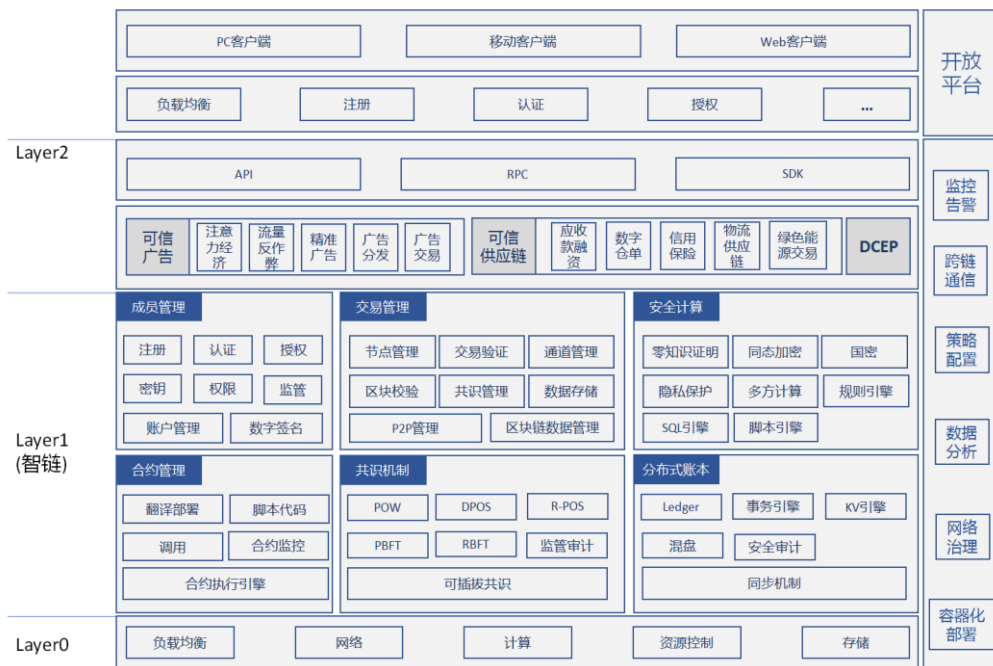 PC客户端
移动客户端
Web客户端
开放
平台
负载均衡
注册
认证
授权
...
Layer2
API
RPC
SDK
监控
告警
可信
广告
注意
力经
济
流量
反作
弊
精准
广告
广告
分发
广告
交易
可信
供应链
应收
款融
资
数字
仓单
信用
保险
物流
供应
链
绿色能
源交易
DCEP
跨链
通信
成员管理
注册
认证
授权
密钥
权限
监管
账户管理
数字签名
交易管理
节点管理
交易验证
通道管理
区块校验
共识管理
数据存储
P2P管理
区块链数据管理
安全计算
零知识证明
同态加密
国密
隐私保护
多方计算
规则引擎
SQL引擎
脚本引擎
策略
配置
数据
分析
Layer1
(智链)
合约管理
翻译部署
脚本代码
调用
合约监控
合约执行引擎
共识机制
POW
DPOS
R-POS
PBFT
RBFT
监管审计
可插拔共识
分布式账本
Ledger
事务引擎
KV引擎
混盘
安全审计
同步机制
网络
治理
容器化
部署
Layer0
负载均衡
网络
计算
资源控制
存储